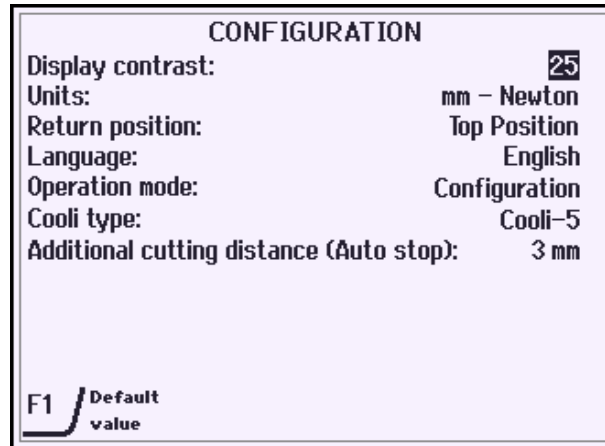 CONFIGURATION
Display contrast: 25
Units: mm – Newton
Return position: Top Position
Language: English
Operation mode: Configuration
Cooli type: Cooli-5
Additional cutting distance (Auto stop): 3 mm
F1 Default
value